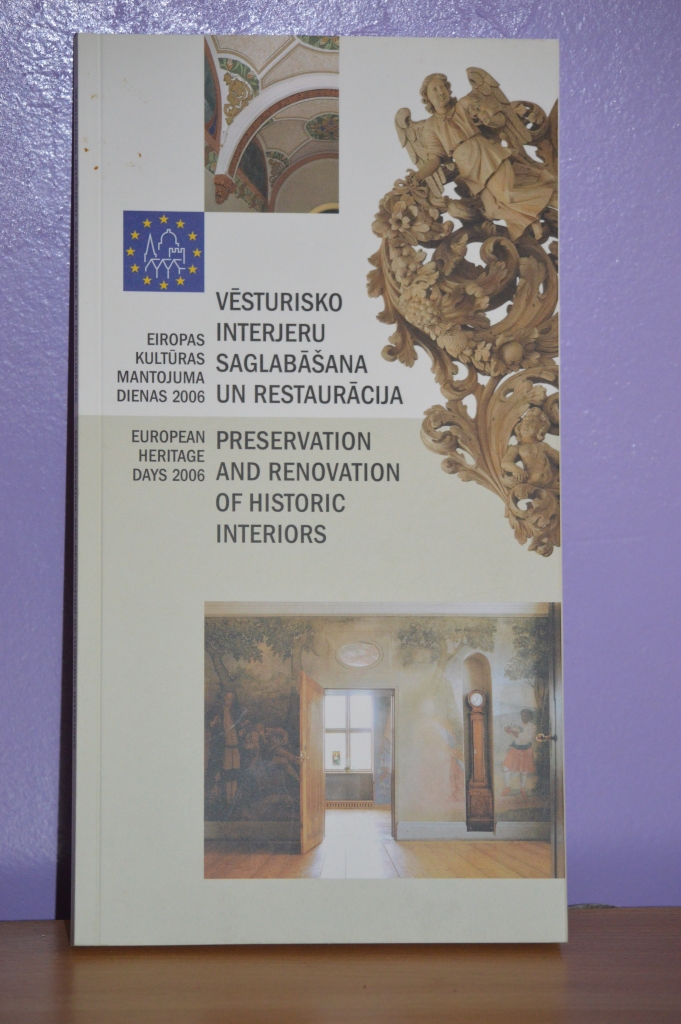 EIROPAS
KULTŪRAS
MANTOJUMA
DIENAS 2006
VĒSTURISKO
INTERJERU
SAGLABĀŠANA
UN RESTAURĀCIJA
EUROPEAN
HERITAGE
DAYS 2006
PRESERVATION
AND RENOVATION
OF HISTORIC
INTERIORS